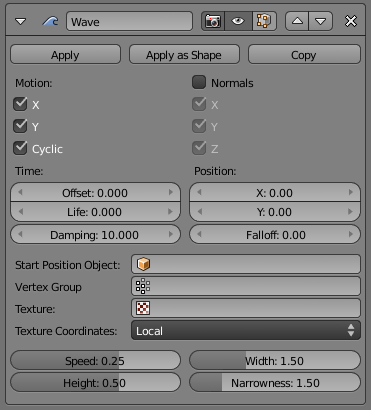 Wave
Apply Apply as Shape Copy
Motion: Normals
X X
Y Y
Cyclic Z
Time: Position:
Offset: 0.000 X: 0.00
Life: 0.000 Y: 0.00
Damping: 10.000 Falloff: 0.00
Start Position Object:
Vertex Group
Texture:
Texture Coordinates: Local
Speed: 0.25 Width: 1.50
Height: 0.50 Narrowness: 1.50